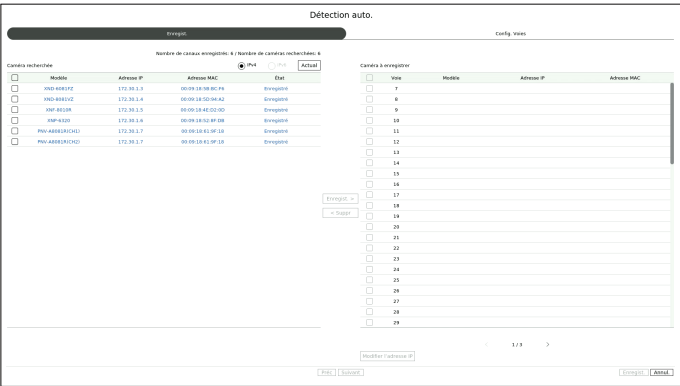 Détection auto.
Enregist.
Config. Voies
Nombre de canaux enregistrés: 6 / Nombre de caméras recherchées: 6
Caméra recherchée
IPv4
IPv6
Actual
Caméra à enregistrer
Modèle Adresse IP Adresse MAC État
Voie Modèle Adresse IP Adresse MAC
XND-6081FZ 172.30.1.3 00:09:18:5B:BC:F6 Enregistré
XND-8081VZ 172.30.1.4 00:09:18:5D:94:A2 Enregistré
XNF-8010R 172.30.1.5 00:09:18:4E:D2:0D Enregistré
XNP-6320 172.30.1.6 00:09:18:52:8F:D8 Enregistré
PNV-A8081R(CH1) 172.30.1.7 00:09:18:61:9F:18 Enregistré
PNV-A8081R(CH2) 172.30.1.7 00:09:18:61:9F:18 Enregistré
7
8
9
10
11
12
13
14
15
16
17
18
19
20
21
22
23
24
25
26
27
28
29
Enregist. >
< Suppr
1 / 3 >
Modifier l'adresse IP
Préc
Suivant
Enregist.
Annul.